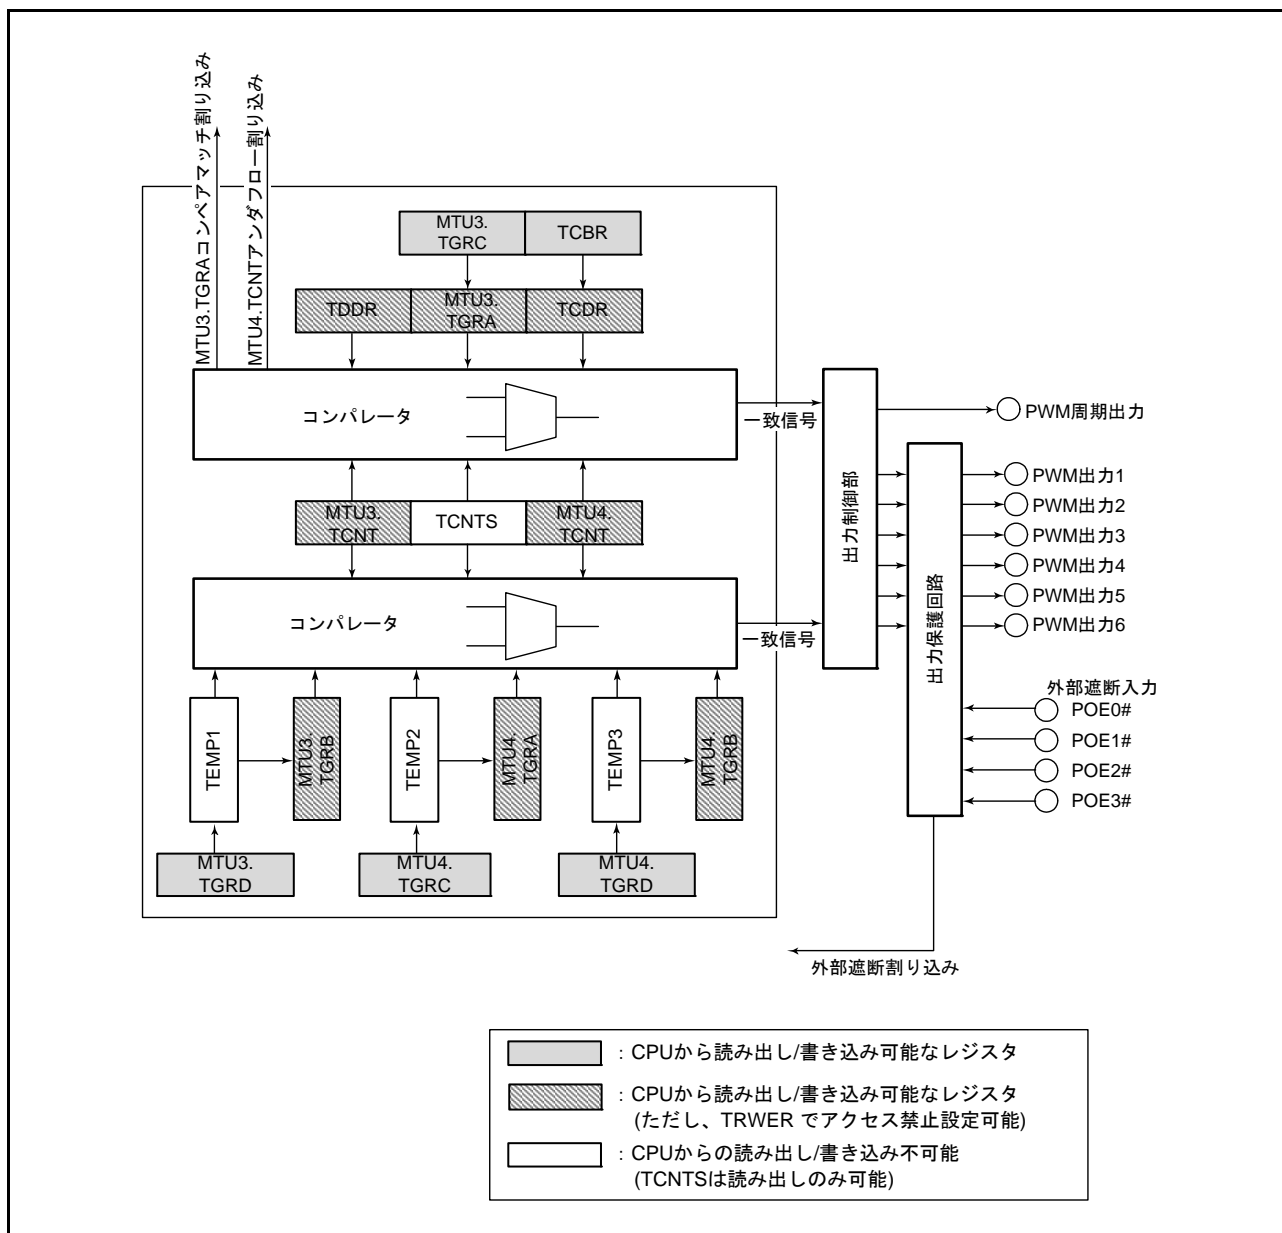 MTU3.TGRAコンペアマッチ割り込み
MTU4.TCNTアンダフロー割り込み
MTU3.
TGRC
TCBR
TDDR
MTU3.
TGRA
TCDR
コンパレータ
一致信号
MTU3.
TCNT
TCNTS
MTU4.
TCNT
コンパレータ
一致信号
出力制御部
出力保護回路
PWM周期出力
PWM出力1
PWM出力2
PWM出力3
PWM出力4
PWM出力5
PWM出力6
外部遮断入力
POE0#
POE1#
POE2#
POE3#
TEMP1
MTU3.
TGRB
TEMP2
MTU4.
TGRA
TEMP3
MTU4.
TGRB
MTU3.
TGRD
MTU4.
TGRC
MTU4.
TGRD
外部遮断割り込み
: CPUから読み出し/書き込み可能なレジスタ
: CPUから読み出し/書き込み可能なレジスタ
(ただし、TRWER でアクセス禁止設定可能)
: CPUからの読み出し/書き込み不可能
(TCNTSは読み出しのみ可能)